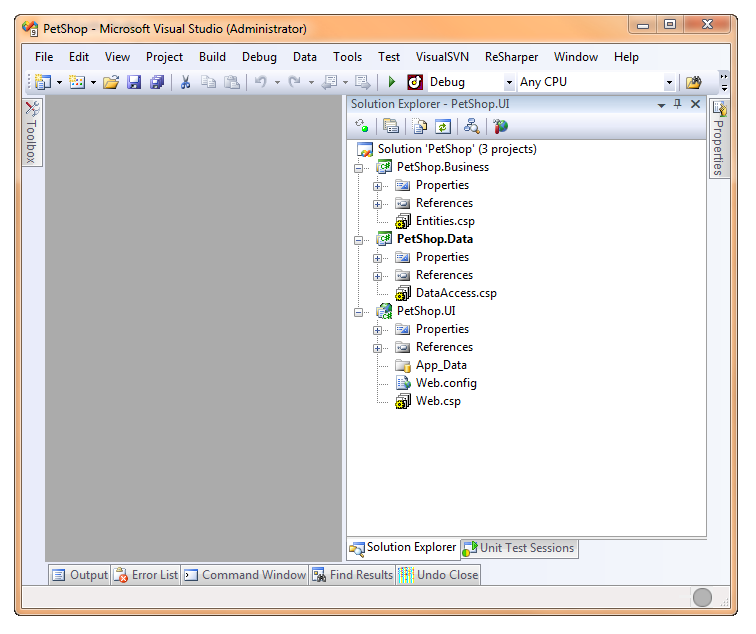 PetShop - Microsoft Visual Studio (Administrator)
File Edit View Project Build Debug Data Tools Test VisualSVN ReSharper Window Help
Debug Any CPU
Toolbox
Solution Explorer - PetShop.UI
Properties
Solution 'PetShop' (3 projects)
PetShop.Business
Properties
References
Entities.csp
PetShop.Data
Properties
References
DataAccess.csp
PetShop.UI
Properties
References
App_Data
Web.config
Web.csp
Solution Explorer Unit Test Sessions
Output Error List Command Window Find Results Undo Close